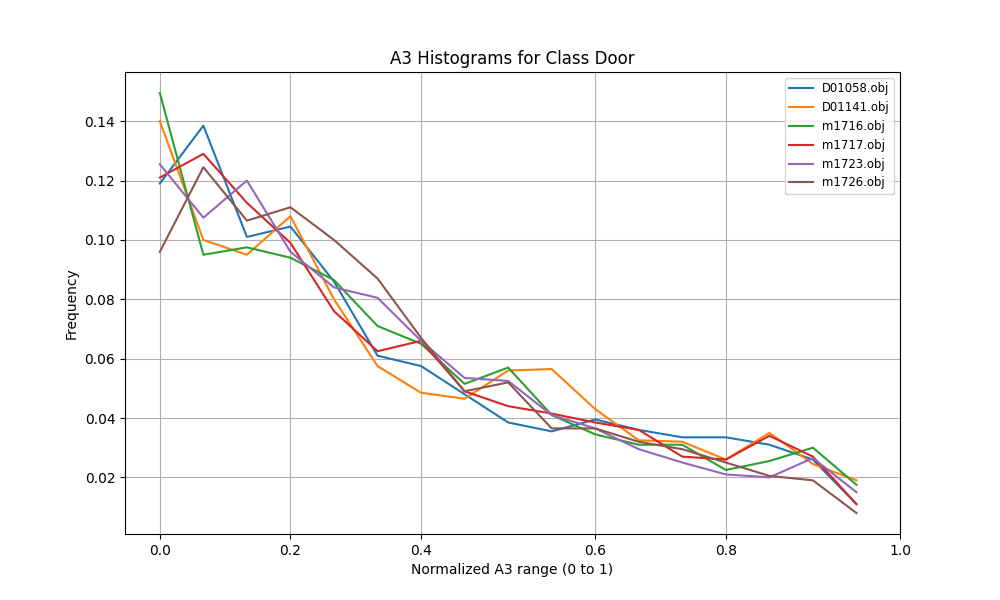 A3 Histograms for Class Door
D01058.obj
D01141.obj
m1716.obj
m1717.obj
m1723.obj
m1726.obj
Frequency
0.14
0.12
0.10
0.08
0.06
0.04
0.02
0.0 0.2 0.4 0.6 0.8 1.0
Normalized A3 range (0 to 1)